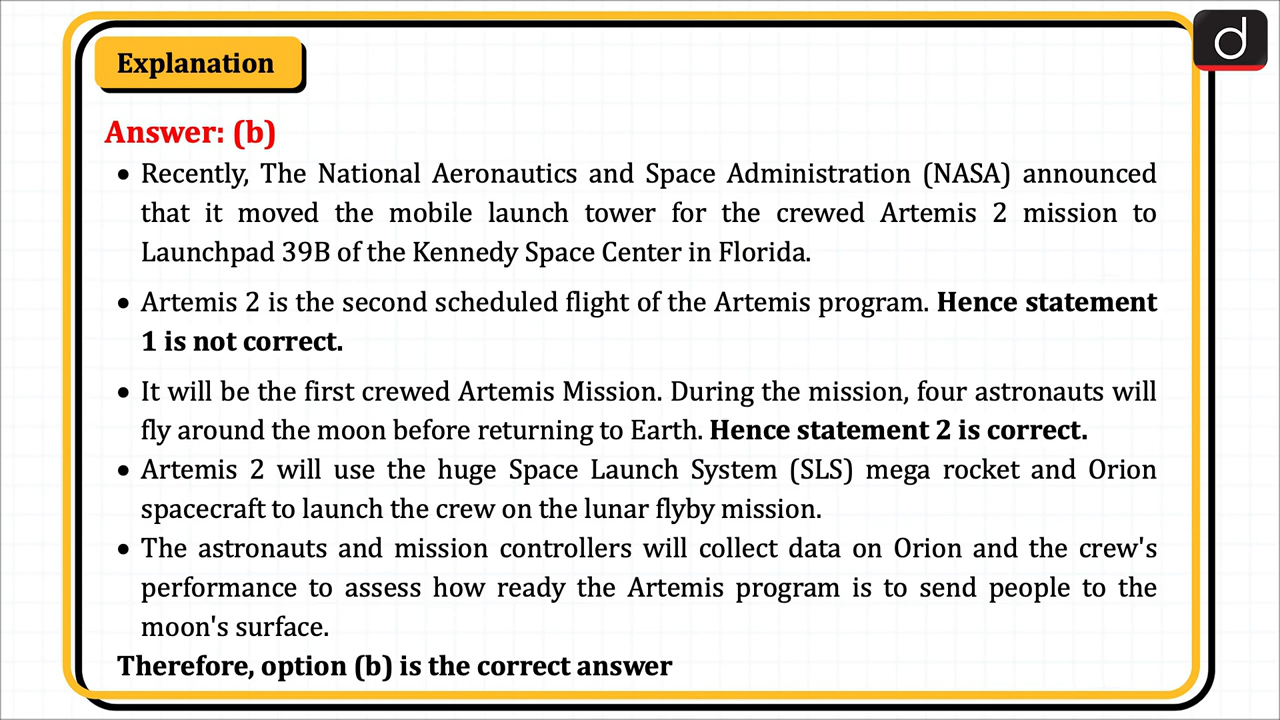 d
Explanation
Answer: (b)
• Recently, The National Aeronautics and Space Administration (NASA) announced
that it moved the mobile launch tower for the crewed Artemis 2 mission to
Launchpad 39B of the Kennedy Space Center in Florida.
• Artemis 2 is the second scheduled flight of the Artemis program. Hence statement
1 is not correct.
• It will be the first crewed Artemis Mission. During the mission, four astronauts will
fly around the moon before returning to Earth. Hence statement 2 is correct.
• Artemis 2 will use the huge Space Launch System (SLS) mega rocket and Orion
spacecraft to launch the crew on the lunar flyby mission.
• The astronauts and mission controllers will collect data on Orion and the crew's
performance to assess how ready the Artemis program is to send people to the
moon's surface.
Therefore, option (b) is the correct answer